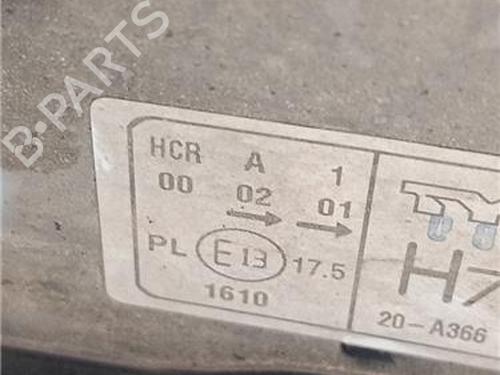 B-PARTS
HCR A 1
00 02 01
PL E13 17.5
1610
H7
20-A366